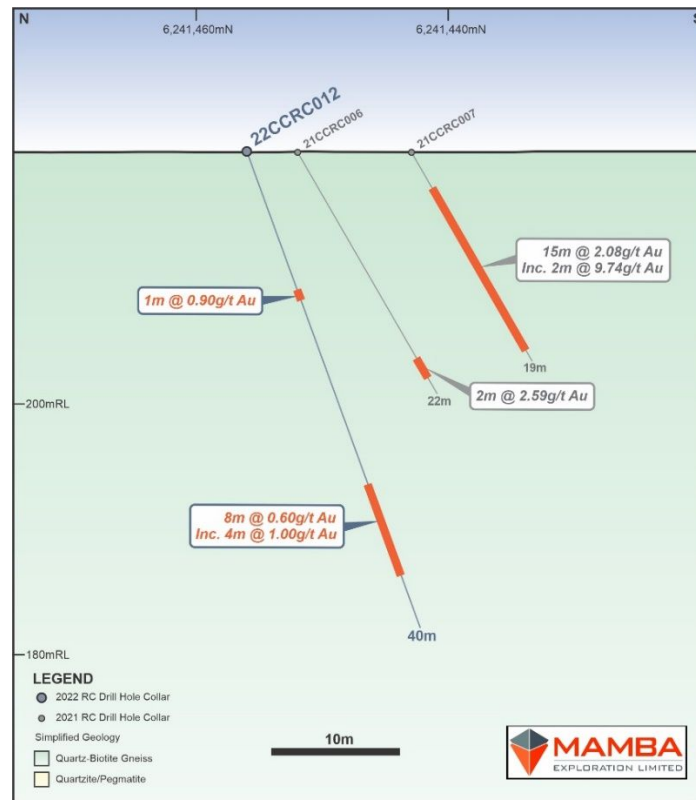 N
S
6,241,460mN
6,241,440mN
22CCRC012
21CCRC006
21CCRC007
15m @ 2.08g/t Au
Inc. 2m @ 9.74g/t Au
1m @ 0.90g/t Au
19m
2m @ 2.59g/t Au
22m
200mRL
8m @ 0.60g/t Au
Inc. 4m @ 1.00g/t Au
40m
180mRL
LEGEND
2022 RC Drill Hole Collar
2021 RC Drill Hole Collar
Simplified Geology
Quartz-Biotite Gneiss
Quartzite/Pegmatite
10m
MAMBA
EXPLORATION LIMITED